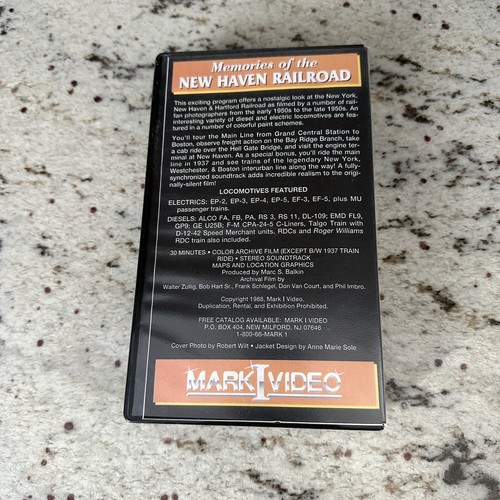 Memories of the
NEW HAVEN RAILROAD
This exciting program offers a nostalgic look at the New York,
New Haven & Hartford Railroad as filmed by a number of rail-
fan photographers from the early 1950s to the late 1950s. An
interesting variety of diesel and electric locomotives are fea-
tured in a number of colorful paint schemes.
You'll tour the Main Line from Grand Central Station to
Boston, observe freight action on the Bay Ridge Branch, take
a cab ride over the Hell Gate Bridge, and visit the engine ter-
minal at New Haven. As a special bonus, you'll ride the main
line in 1937 and see trains of the legendary New York,
Westchester, & Boston interurban line along the way! A fully-
synchronized soundtrack adds incredible realism to the origi-
nally-silent film!
LOCOMOTIVES FEATURED
ELECTRICS: EP-2, EP-3, EP-4, EP-5, EF-3, EF-5, plus MU
passenger trains.
DIESELS: ALCO FA, FB, PA, RS 3, RS 11, DL-109; EMD FL9,
GP9; GE U25B; F-M CPA-24-5 C-Liners, Talgo Train with
D-12-42 Speed Merchant units. RDCs and Roger Williams
RDC train also included.
30 MINUTES • COLOR ARCHIVE FILM (EXCEPT B/W 1937 TRAIN
RIDE) • STEREO SOUNDTRACK
MAPS AND LOCATION GRAPHICS
Produced by Marc S. Balkin
Archival Film by
Walter Zullig, Bob Hart Sr., Frank Schlegel, Don Van Court, and Phil Imbro.
Copyright 1988, Mark I Video.
Duplication, Rental, and Exhibition Prohibited.
FREE CATALOG AVAILABLE: MARK I VIDEO
P.O. BOX 404, NEW MILFORD, NJ 07646
1-800-66-MARK 1
Cover Photo by Robert Wilt • Jacket Design by Anne Marie Sole
MARK I VIDEO